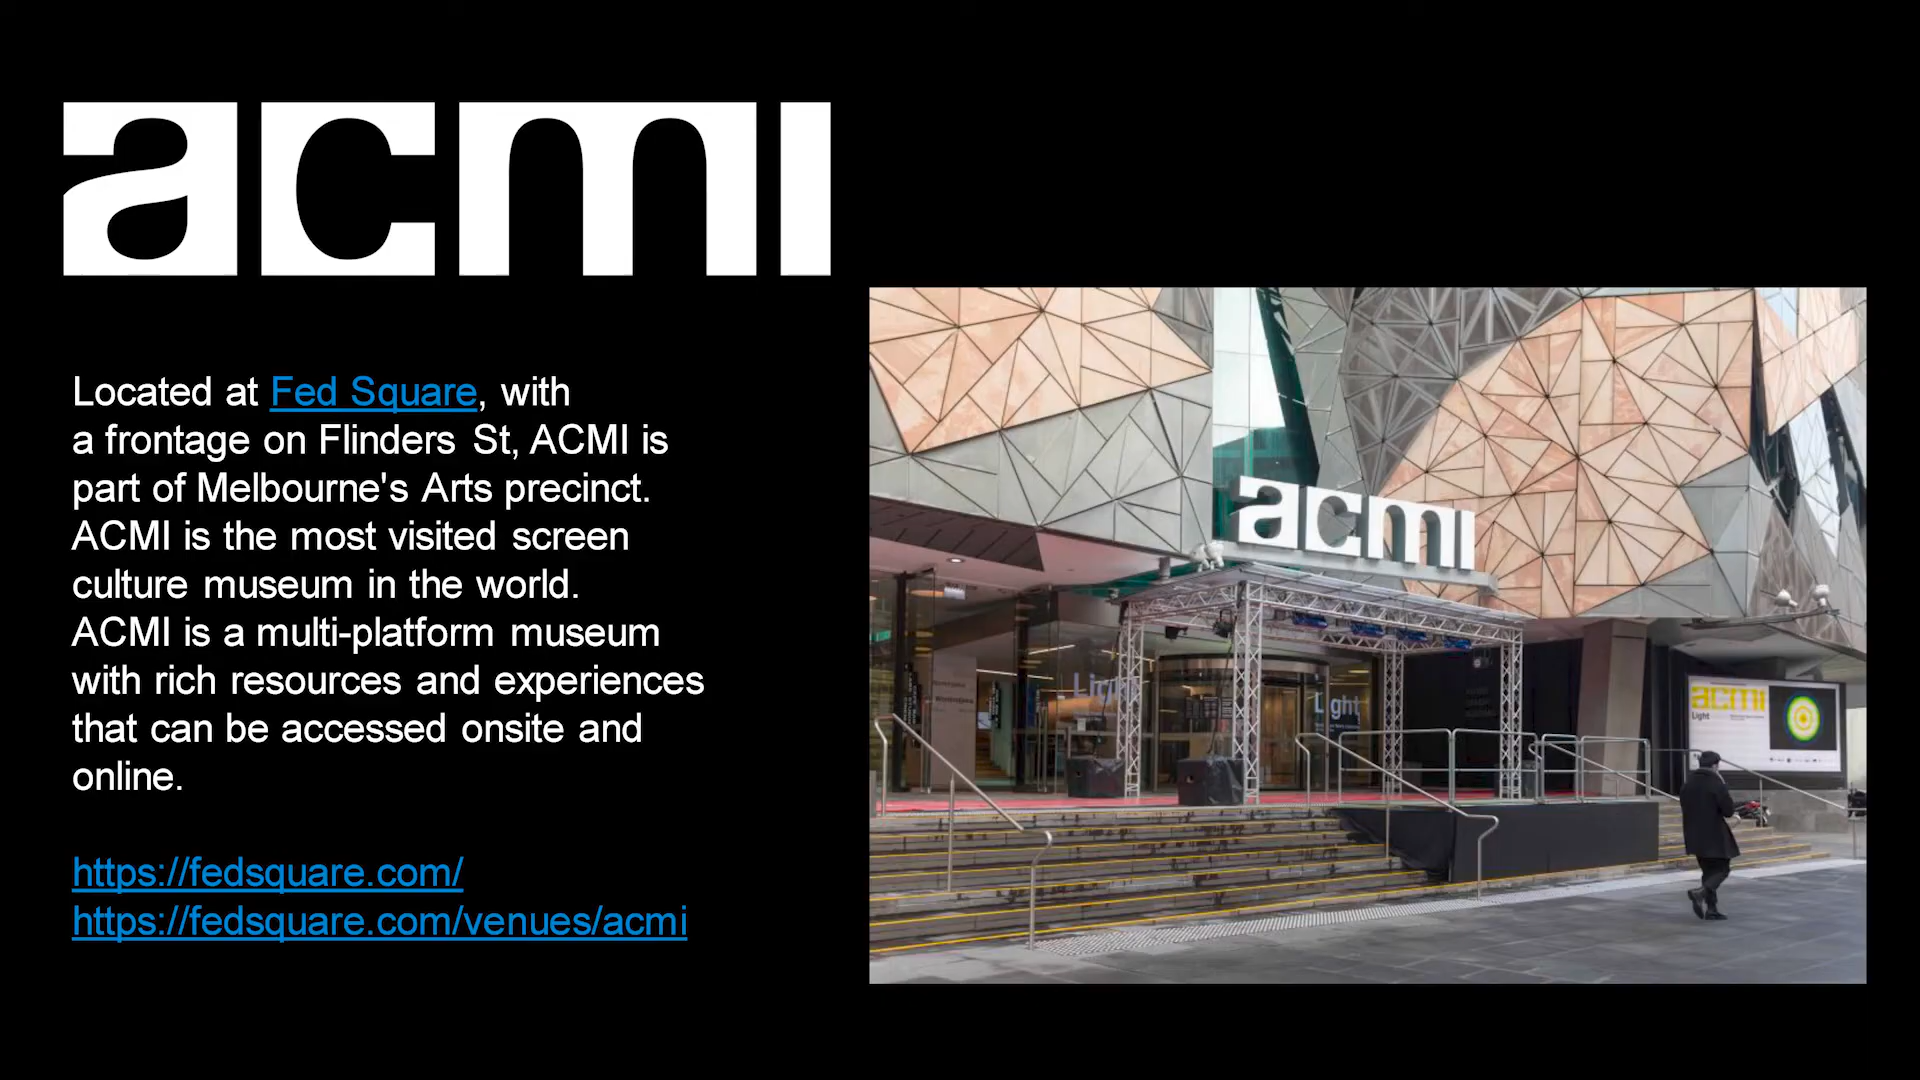 acmi
Located at Fed Square, with
a frontage on Flinders St, ACMI is
part of Melbourne's Arts precinct.
ACMI is the most visited screen
culture museum in the world.
ACMI is a multi-platform museum
with rich resources and experiences
that can be accessed onsite and
online.
https://fedsquare.com/
https://fedsquare.com/venues/acmi
acmi
Light
Light
acmi
Light